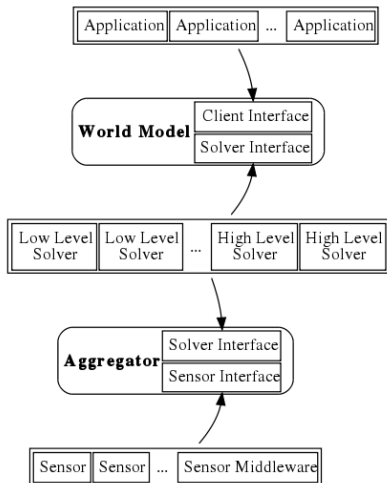 Application Application ... Application
Client Interface
World Model
Solver Interface
Low Level Low Level High Level High Level
Solver Solver ... Solver Solver
Solver Interface
Aggregator
Sensor Interface
Sensor Sensor ... Sensor Middleware